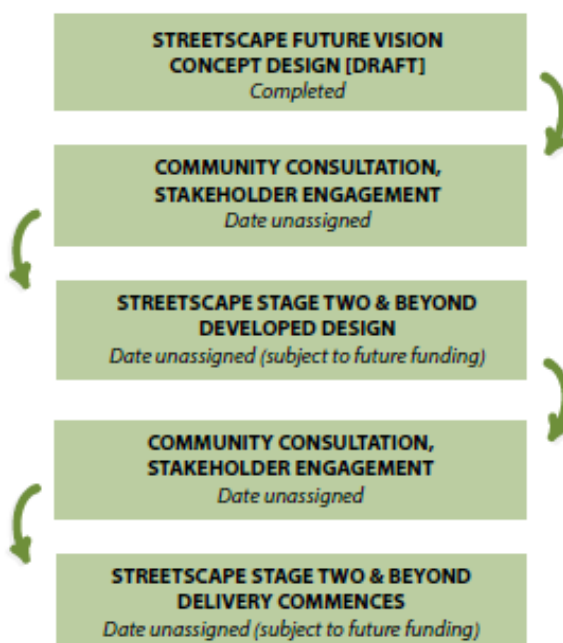 STREETSCAPE FUTURE VISION
CONCEPT DESIGN [DRAFT]
Completed
COMMUNITY CONSULTATION,
STAKEHOLDER ENGAGEMENT
Date unassigned
STREETSCAPE STAGE TWO & BEYOND
DEVELOPED DESIGN
Date unassigned (subject to future funding)
COMMUNITY CONSULTATION,
STAKEHOLDER ENGAGEMENT
Date unassigned
STREETSCAPE STAGE TWO & BEYOND
DELIVERY COMMENCES
Date unassigned (subject to future funding)